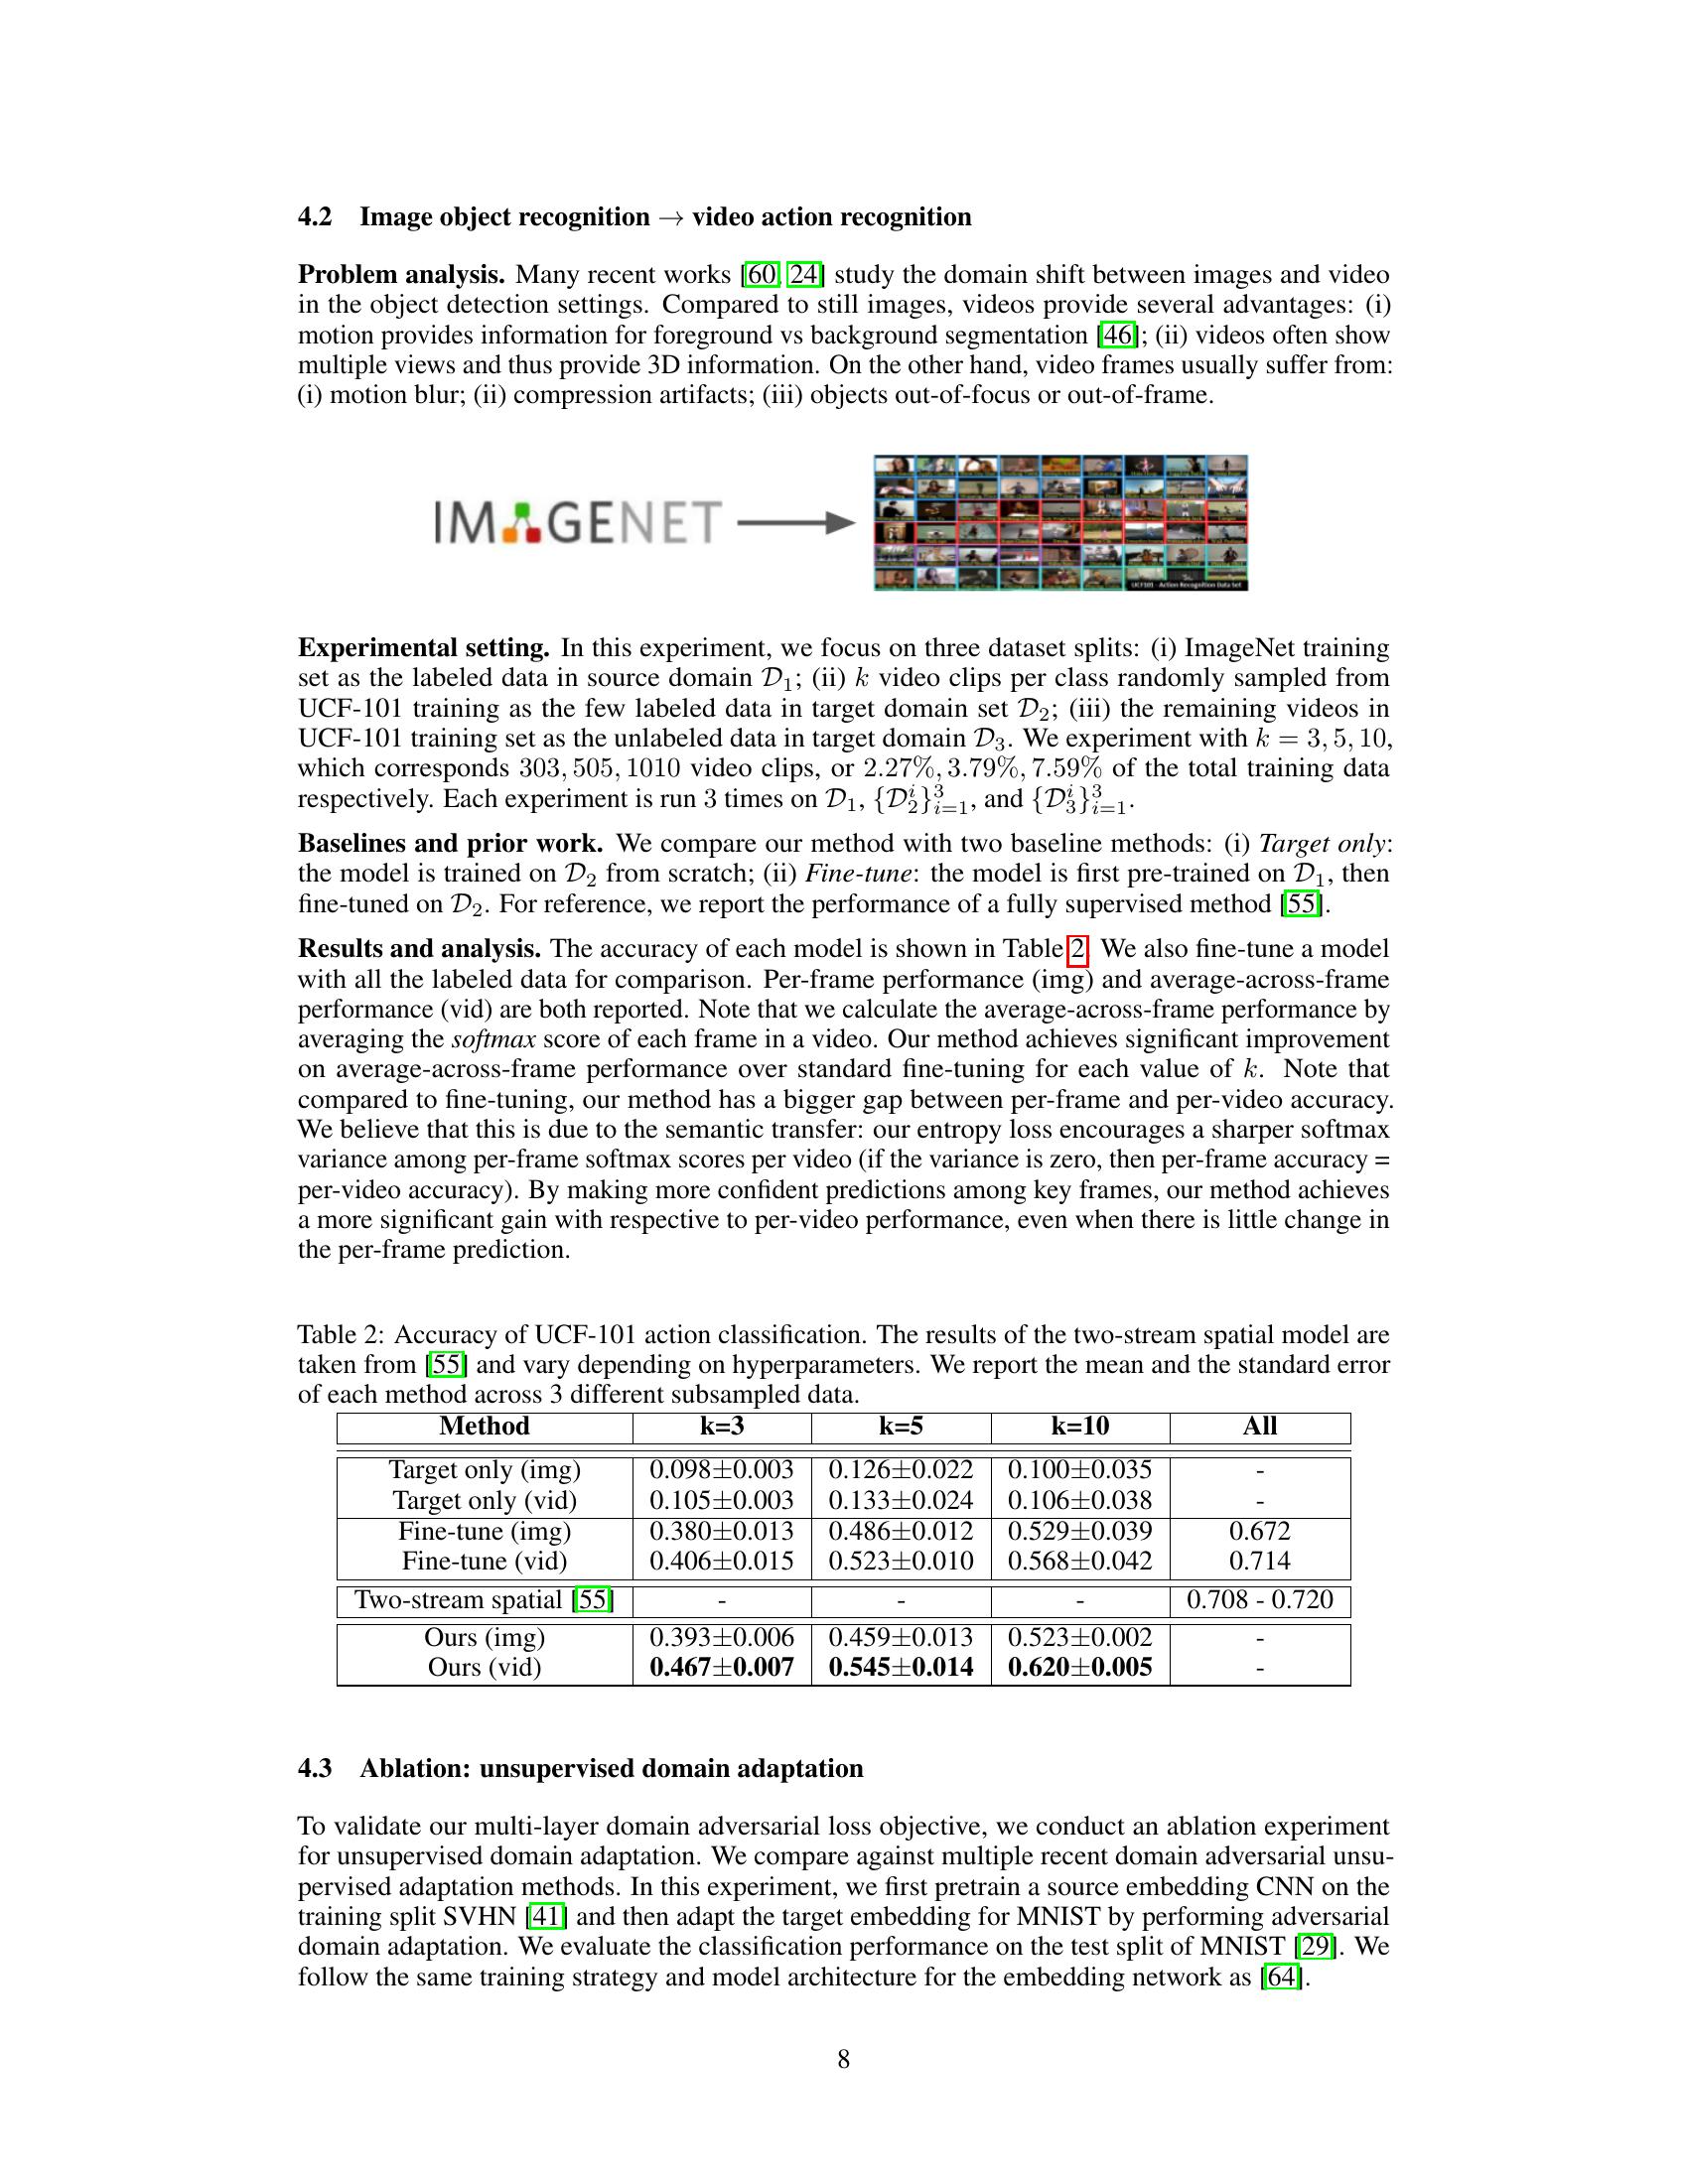 4.2 Image object recognition → video action recognition
Problem analysis. Many recent works [60, 24] study the domain shift between images and video
in the object detection settings. Compared to still images, videos provide several advantages: (i)
motion provides information for foreground vs background segmentation [46]; (ii) videos often show
multiple views and thus provide 3D information. On the other hand, video frames usually suffer from:
(i) motion blur; (ii) compression artifacts; (iii) objects out-of-focus or out-of-frame.
IMAGENET
UCF101 - Action Recognition Data Set
Experimental setting. In this experiment, we focus on three dataset splits: (i) ImageNet training
set as the labeled data in source domain D₁; (ii) k video clips per class randomly sampled from
UCF-101 training as the few labeled data in target domain set D₂; (iii) the remaining videos in
UCF-101 training set as the unlabeled data in target domain D₃. We experiment with k = 3, 5, 10,
which corresponds 303, 505, 1010 video clips, or 2.27%, 3.79%, 7.59% of the total training data
respectively. Each experiment is run 3 times on D₁, {D₂ⁱ}³ᵢ₌₁, and {D₃ⁱ}³ᵢ₌₁.
Baselines and prior work. We compare our method with two baseline methods: (i) Target only:
the model is trained on D₂ from scratch; (ii) Fine-tune: the model is first pre-trained on D₁, then
fine-tuned on D₂. For reference, we report the performance of a fully supervised method [55].
Results and analysis. The accuracy of each model is shown in Table 2. We also fine-tune a model
with all the labeled data for comparison. Per-frame performance (img) and average-across-frame
performance (vid) are both reported. Note that we calculate the average-across-frame performance by
averaging the softmax score of each frame in a video. Our method achieves significant improvement
on average-across-frame performance over standard fine-tuning for each value of k. Note that
compared to fine-tuning, our method has a bigger gap between per-frame and per-video accuracy.
We believe that this is due to the semantic transfer: our entropy loss encourages a sharper softmax
variance among per-frame softmax scores per video (if the variance is zero, then per-frame accuracy =
per-video accuracy). By making more confident predictions among key frames, our method achieves
a more significant gain with respective to per-video performance, even when there is little change in
the per-frame prediction.
Table 2: Accuracy of UCF-101 action classification. The results of the two-stream spatial model are
taken from [55] and vary depending on hyperparameters. We report the mean and the standard error
of each method across 3 different subsampled data.
Method k=3 k=5 k=10 All
Target only (img) 0.098±0.003 0.126±0.022 0.100±0.035 -
Target only (vid) 0.105±0.003 0.133±0.024 0.106±0.038 -
Fine-tune (img) 0.380±0.013 0.486±0.012 0.529±0.039 0.672
Fine-tune (vid) 0.406±0.015 0.523±0.010 0.568±0.042 0.714
Two-stream spatial [55] - - - 0.708 - 0.720
Ours (img) 0.393±0.006 0.459±0.013 0.523±0.002 -
Ours (vid) 0.467±0.007 0.545±0.014 0.620±0.005 -
4.3 Ablation: unsupervised domain adaptation
To validate our multi-layer domain adversarial loss objective, we conduct an ablation experiment
for unsupervised domain adaptation. We compare against multiple recent domain adversarial unsu-
pervised adaptation methods. In this experiment, we first pretrain a source embedding CNN on the
training split SVHN [41] and then adapt the target embedding for MNIST by performing adversarial
domain adaptation. We evaluate the classification performance on the test split of MNIST [29]. We
follow the same training strategy and model architecture for the embedding network as [64].
8